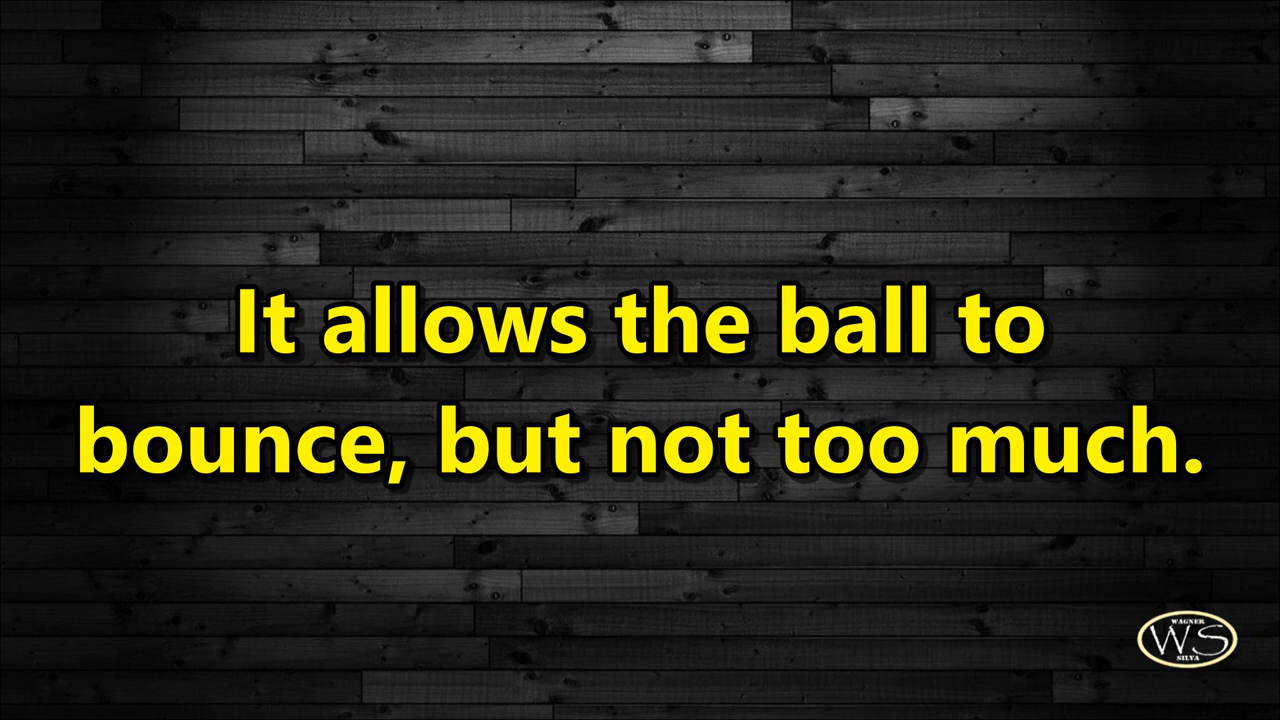 It allows the ball to
bounce, but not too much.
WAGNER
WS
SILVA